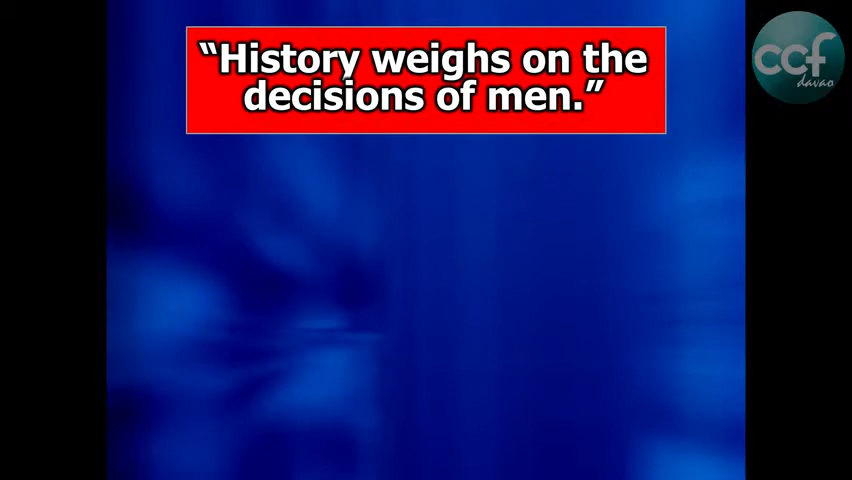 “History weighs on the
decisions of men.”
ccf
davao